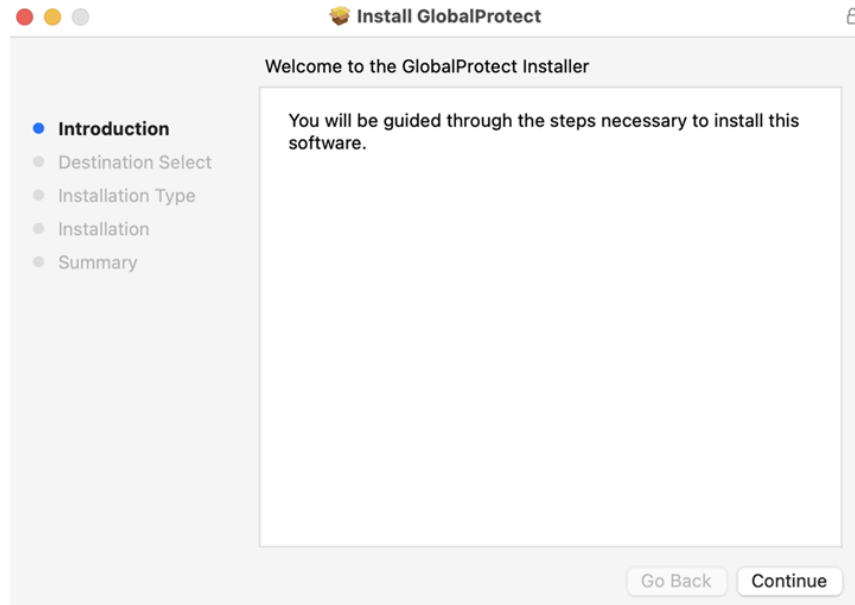 Install GlobalProtect
Welcome to the GlobalProtect Installer
Introduction
Destination Select
Installation Type
Installation
Summary
You will be guided through the steps necessary to install this
software.
Go Back
Continue